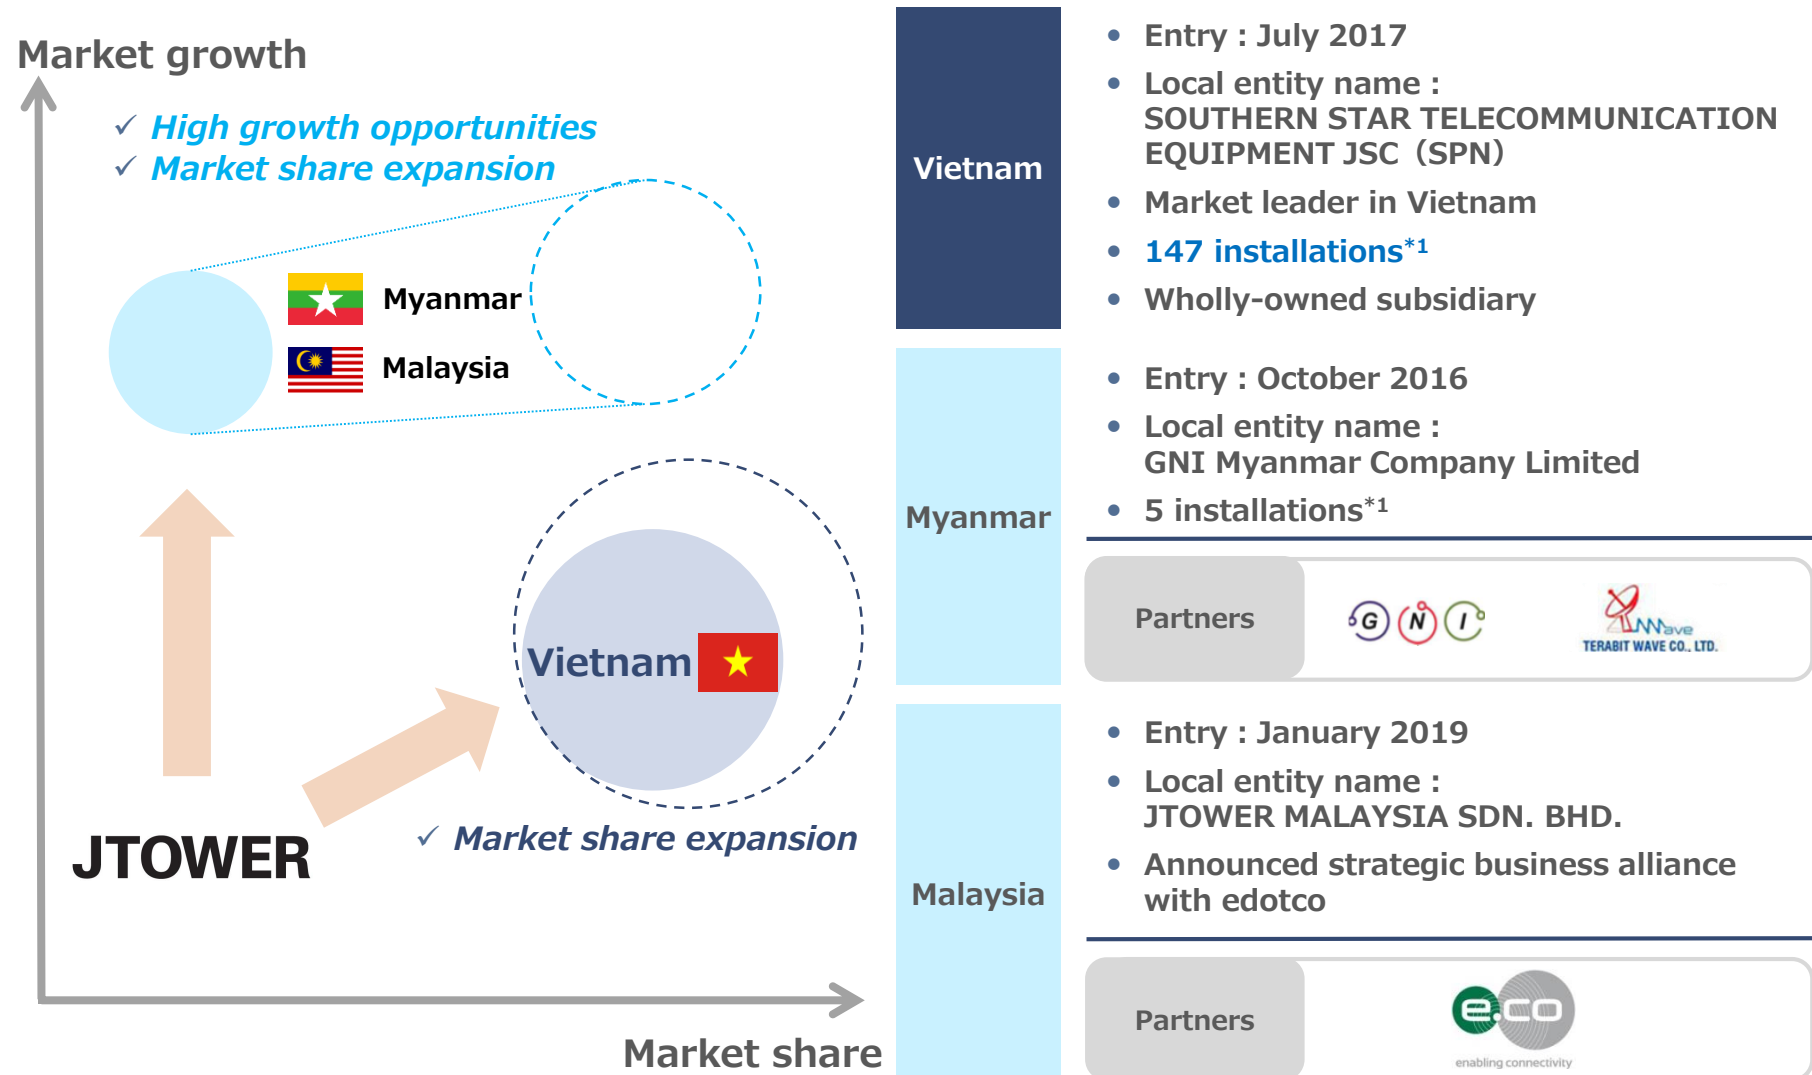 Market growth
✓ High growth opportunities
✓ Market share expansion
Myanmar
Malaysia
Vietnam
✓ Market share expansion
JTOWER
Market share
Vietnam
• Entry : July 2017
• Local entity name :
SOUTHERN STAR TELECOMMUNICATION
EQUIPMENT JSC（SPN）
• Market leader in Vietnam
• 147 installations*1
• Wholly-owned subsidiary
Myanmar
• Entry : October 2016
• Local entity name :
GNI Myanmar Company Limited
• 5 installations*1
Partners
G N I
Wave
TERABIT WAVE CO., LTD.
Malaysia
• Entry : January 2019
• Local entity name :
JTOWER MALAYSIA SDN. BHD.
• Announced strategic business alliance
with edotco
Partners
e.co
enabling connectivity